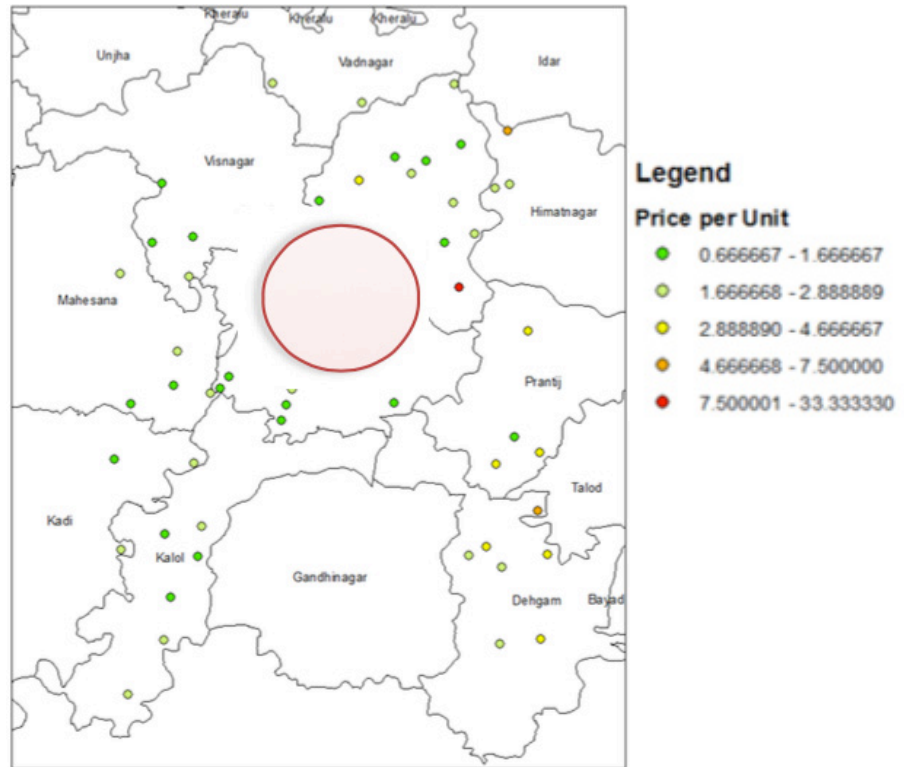 Kheralu
Kheralu
Kheralu
Unjha
Vadnagar
Idar
Visnagar
Himatnagar
Mahesana
Prantij
Talod
Kadi
Kalol
Gandhinagar
Dehgam
Bayad
Legend
Price per Unit
0.666667 - 1.666667
1.666668 - 2.888889
2.888890 - 4.666667
4.666668 - 7.500000
7.500001 - 33.333330